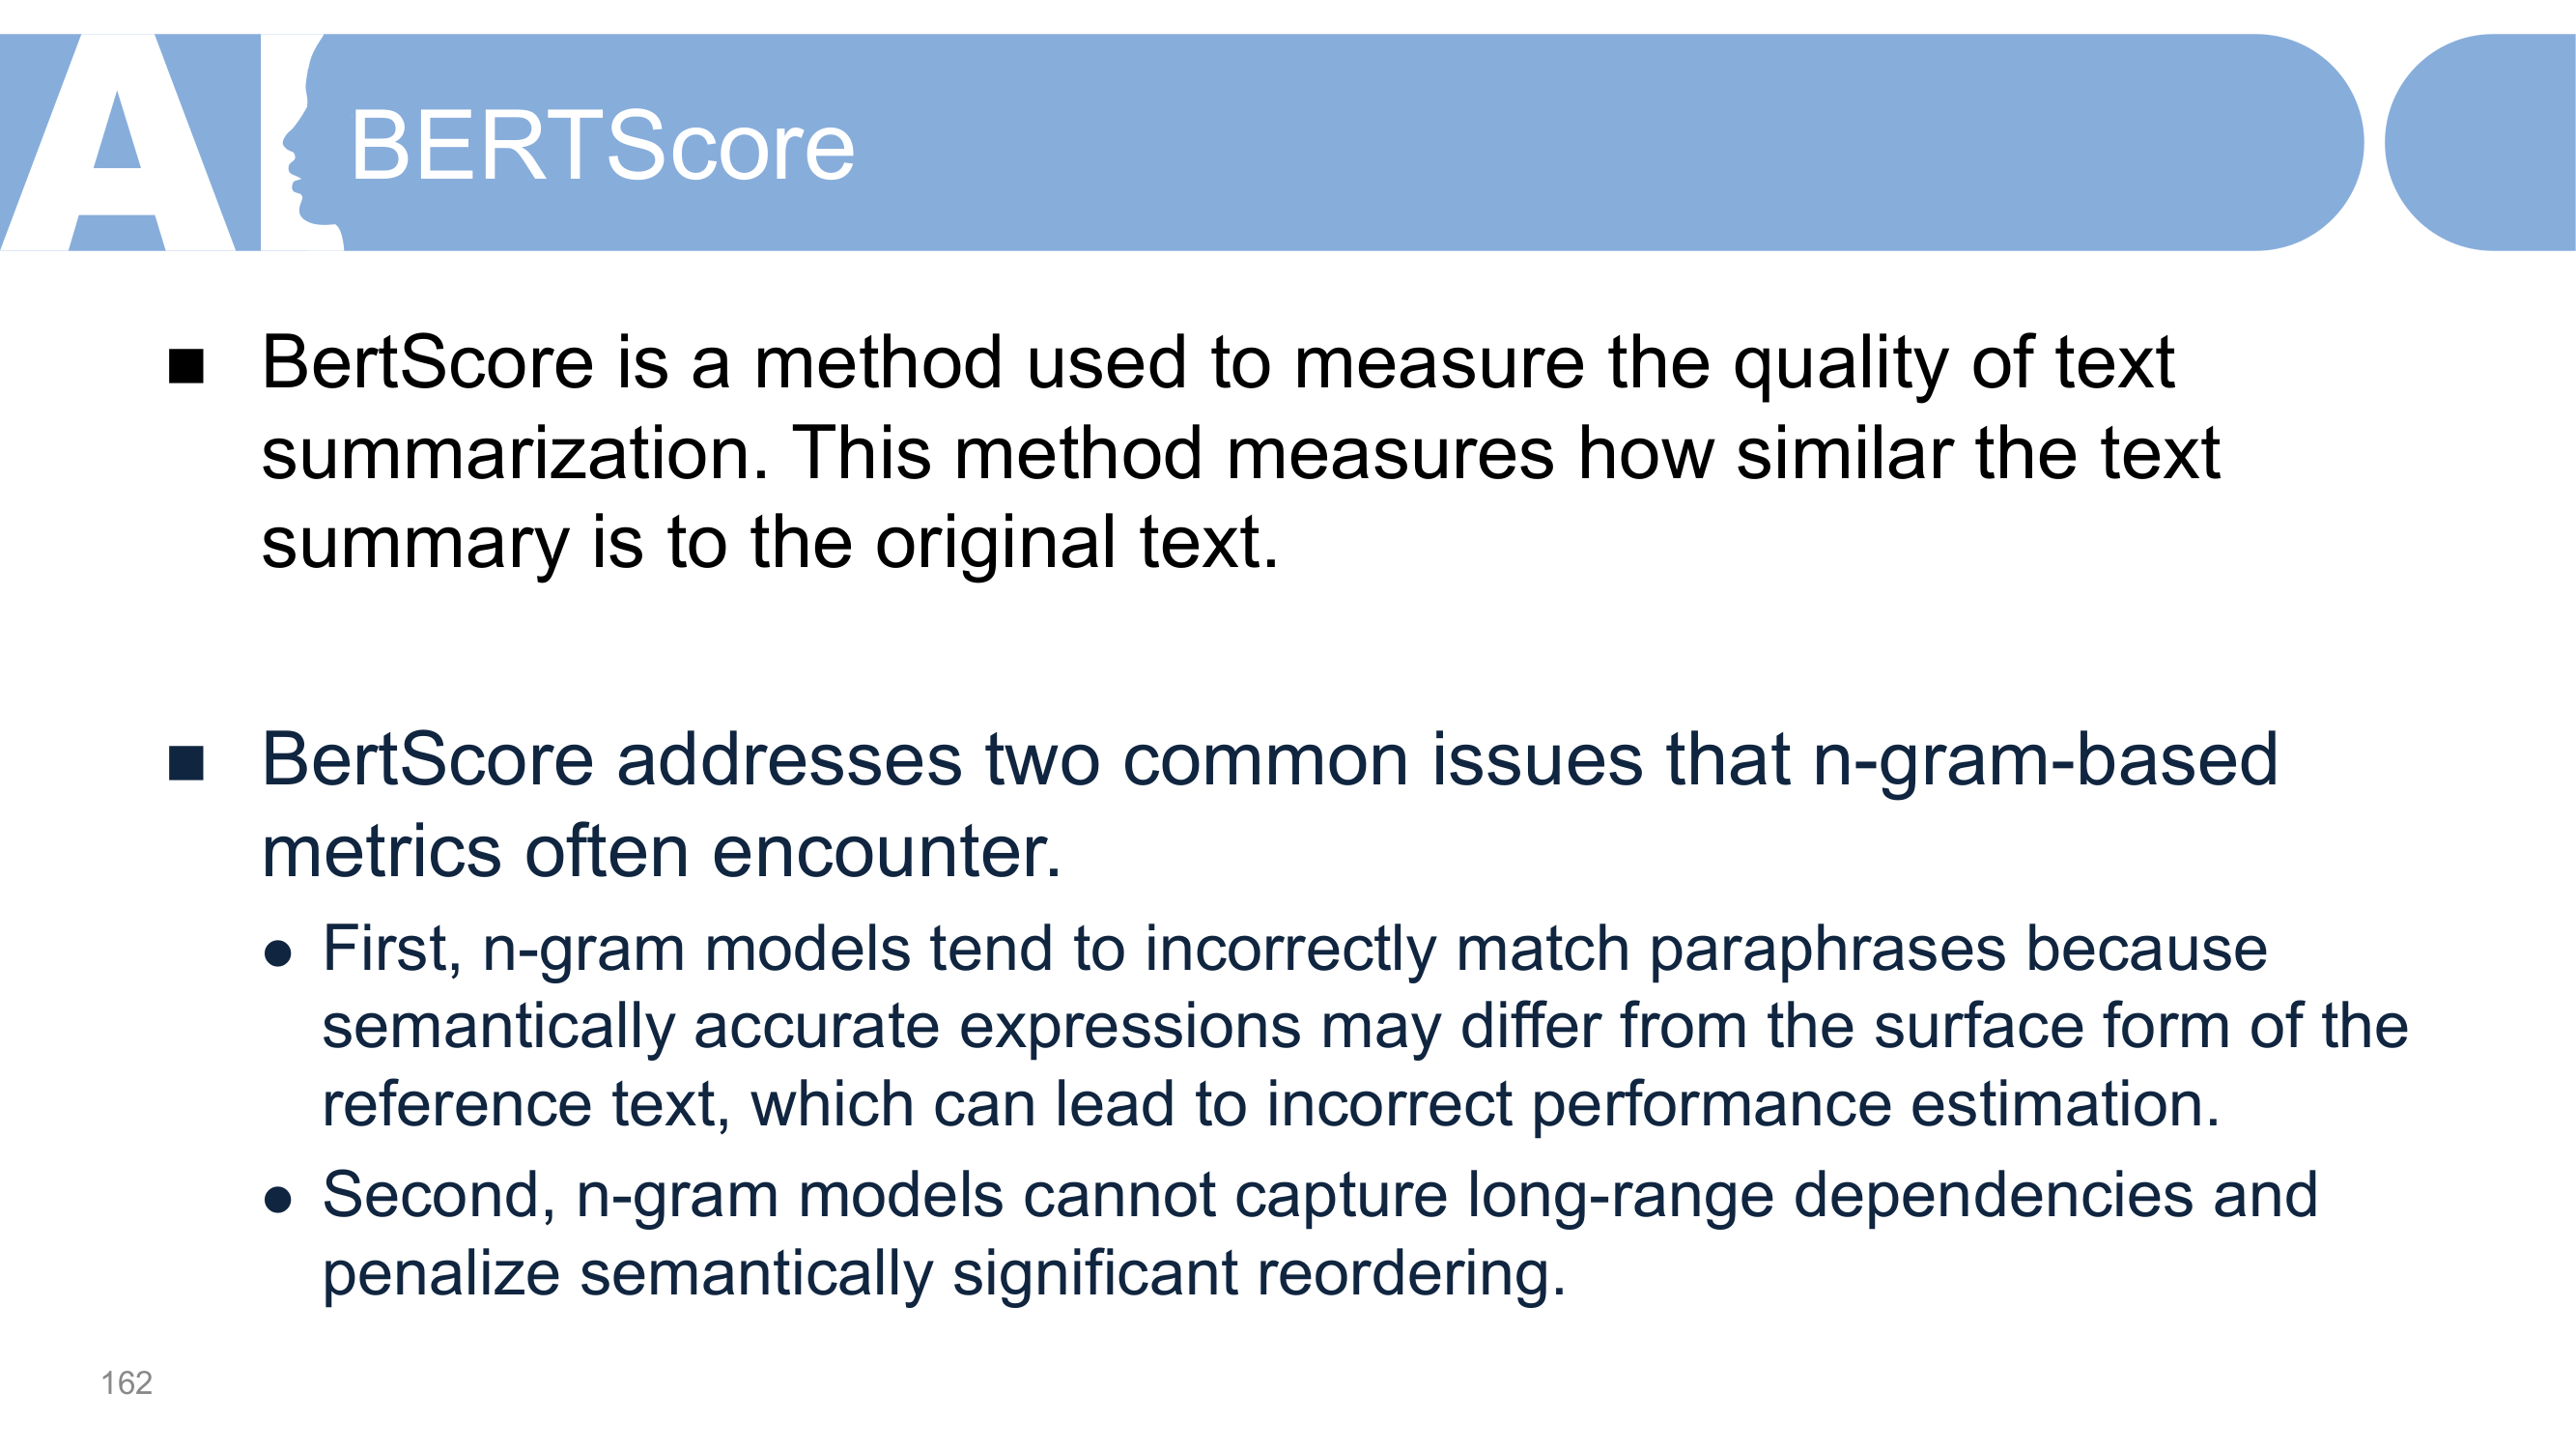 AI
BERTScore
■ BertScore is a method used to measure the quality of text
summarization. This method measures how similar the text
summary is to the original text.
■ BertScore addresses two common issues that n-gram-based
metrics often encounter.
● First, n-gram models tend to incorrectly match paraphrases because
semantically accurate expressions may differ from the surface form of the
reference text, which can lead to incorrect performance estimation.
● Second, n-gram models cannot capture long-range dependencies and
penalize semantically significant reordering.
162